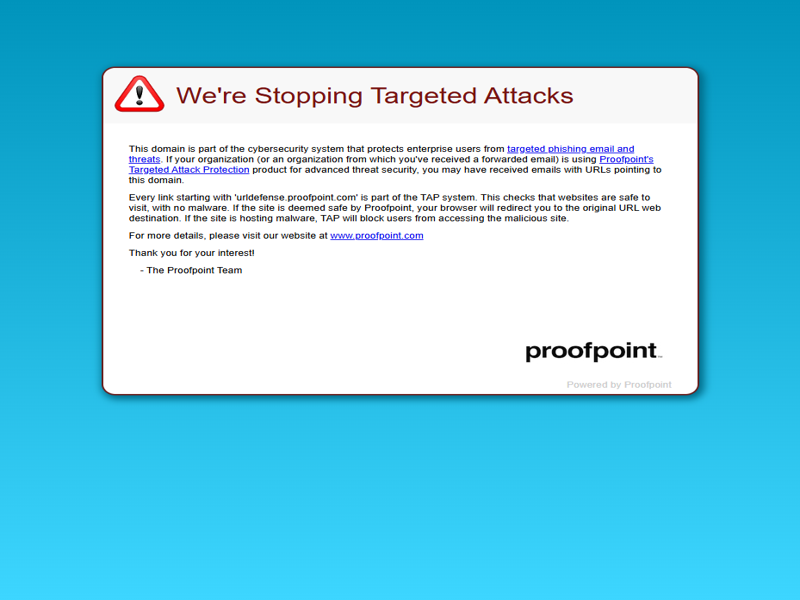 We're Stopping Targeted Attacks
This domain is part of the cybersecurity system that protects enterprise users from targeted phishing email and
threats. If your organization (or an organization from which you've received a forwarded email) is using Proofpoint's
Targeted Attack Protection product for advanced threat security, you may have received emails with URLs pointing to
this domain.
Every link starting with 'urldefense.proofpoint.com' is part of the TAP system. This checks that websites are safe to
visit, with no malware. If the site is deemed safe by Proofpoint, your browser will redirect you to the original URL web
destination. If the site is hosting malware, TAP will block users from accessing the malicious site.
For more details, please visit our website at www.proofpoint.com
Thank you for your interest!
- The Proofpoint Team
proofpoint™
Powered by Proofpoint